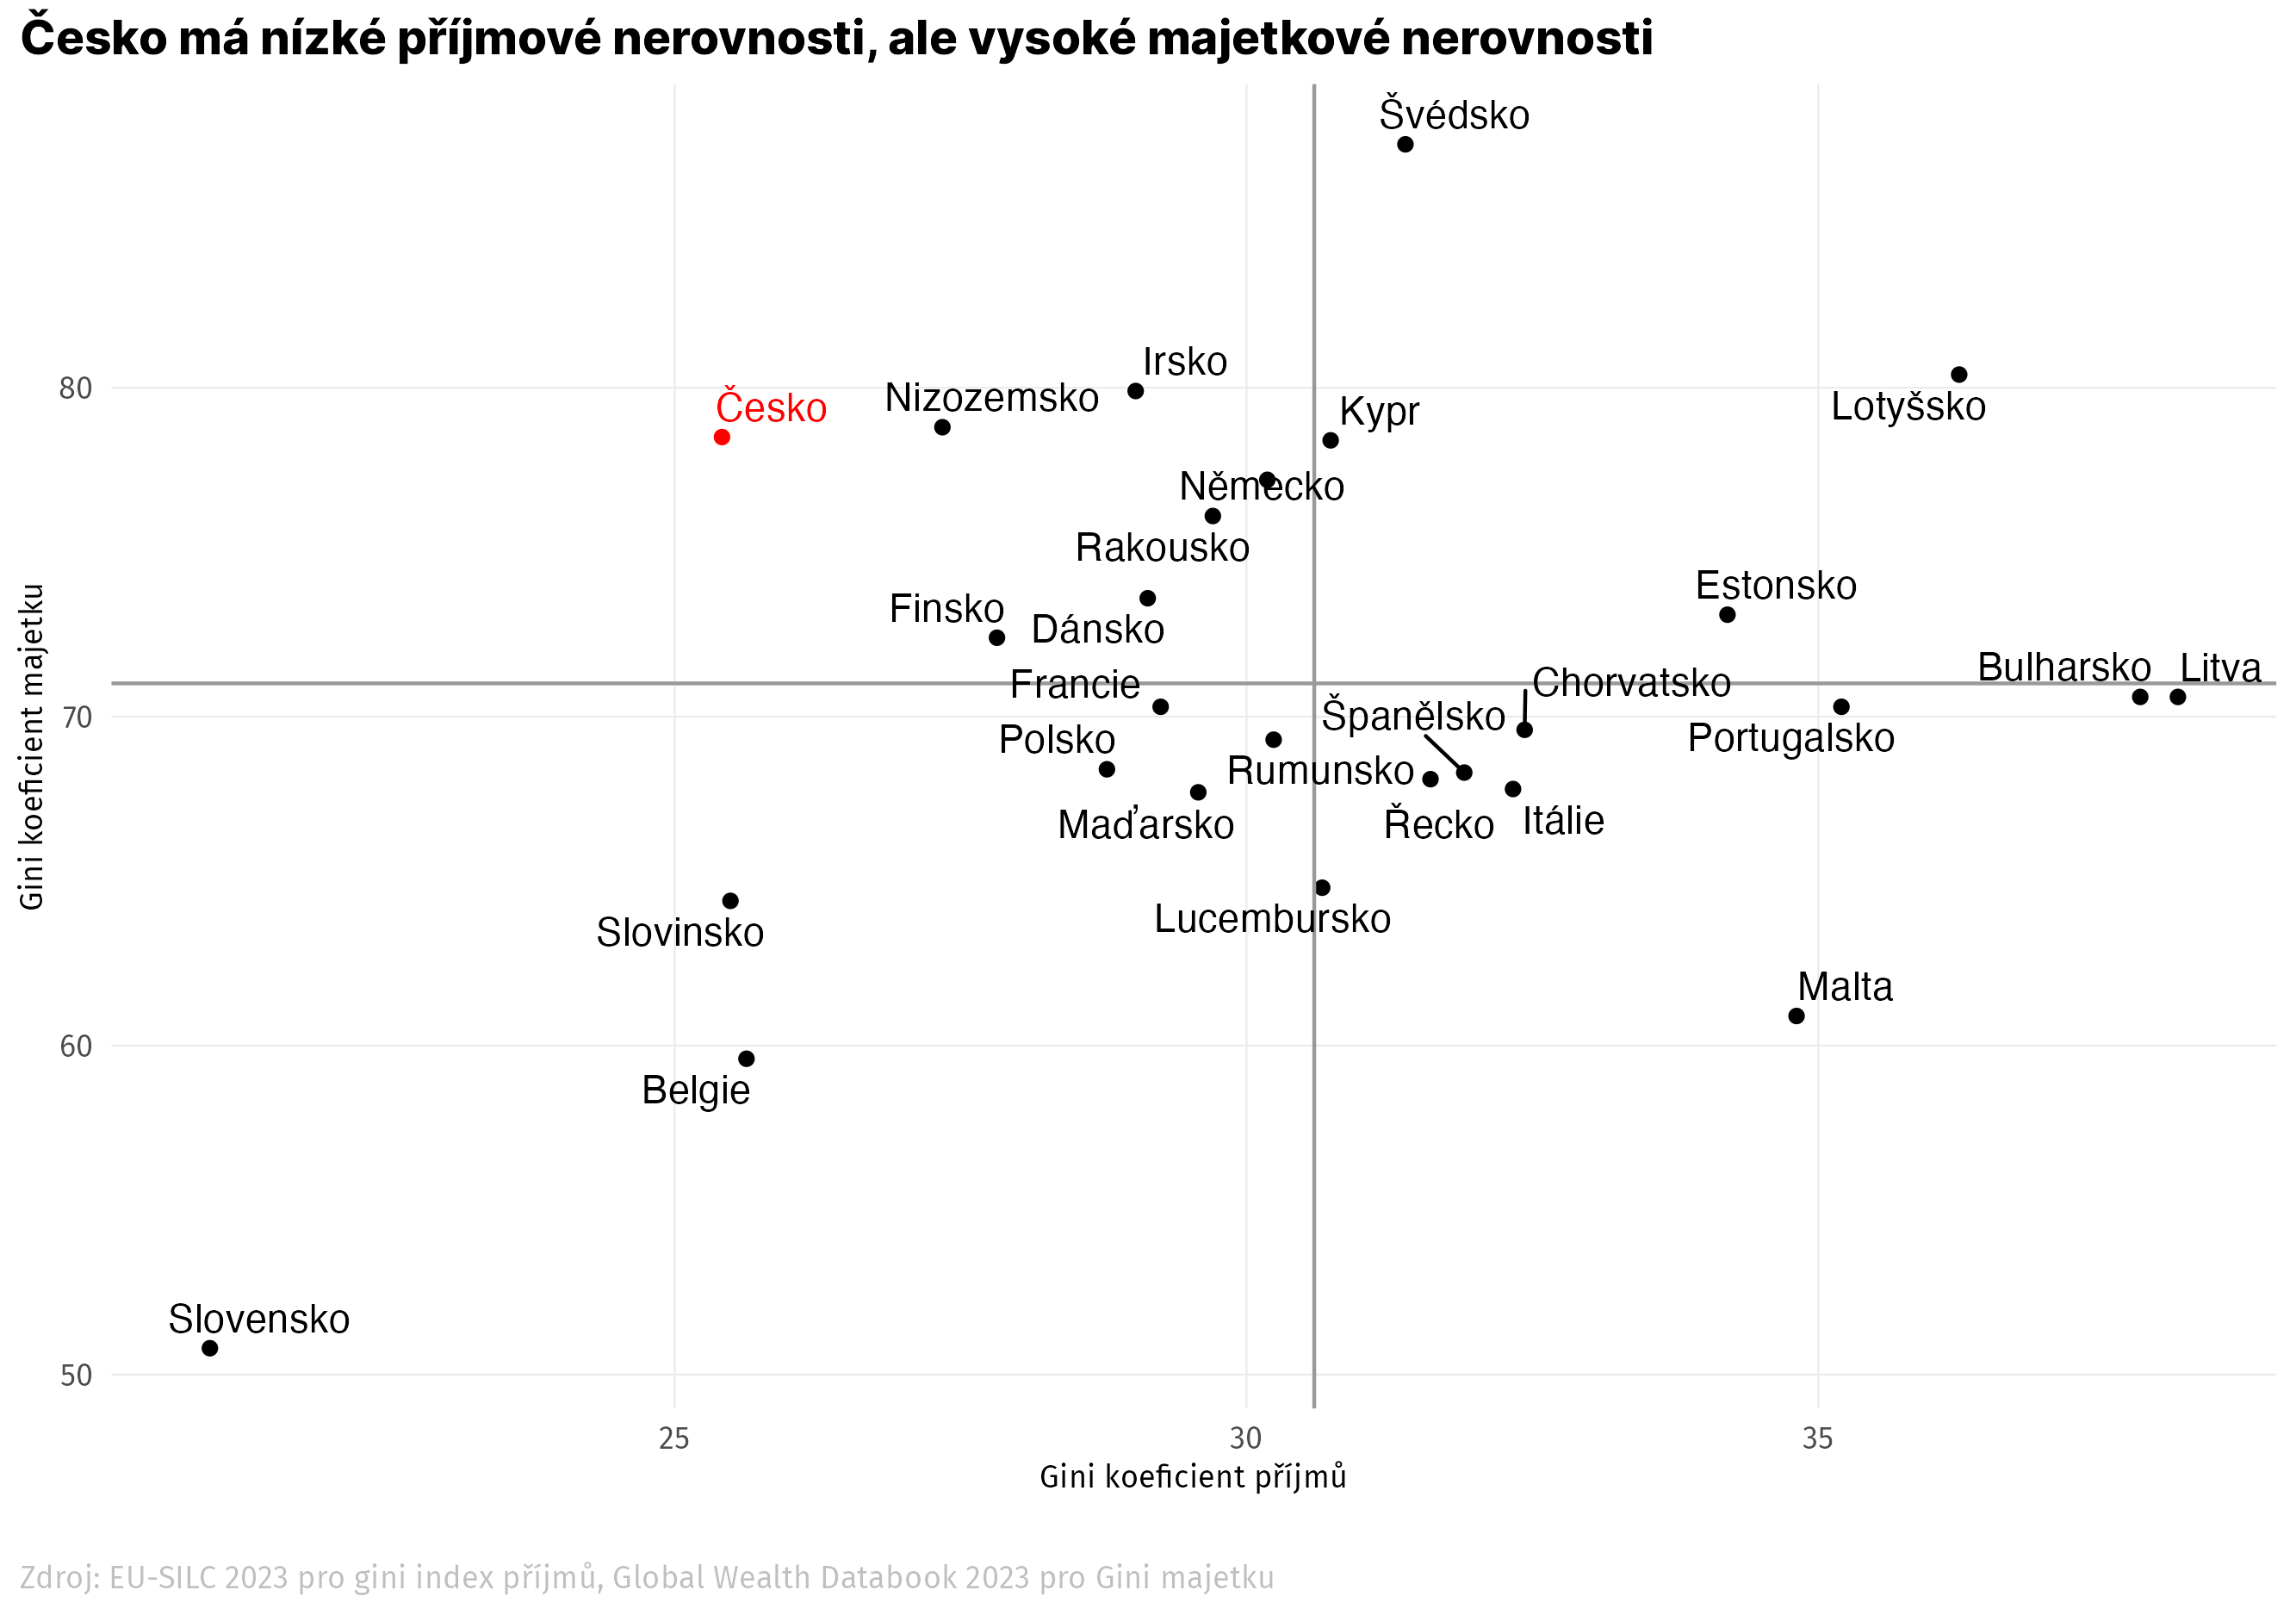 Česko má nízké příjmové nerovnosti, ale vysoké majetkové nerovnosti
Švédsko
Irsko
80
Nizozemsko
Česko
Kypr
Lotyšsko
Německo
Rakousko
Estonsko
Finsko
Dánsko
Bulharsko
Litva
Francie
Chorvatsko
70
Španělsko
Polsko
Portugalsko
Rumunsko
Maďarsko
Řecko
Itálie
Lucembursko
Slovinsko
Malta
60
Belgie
Slovensko
50
Gini koeficient majetku
25
30
35
Gini koeficient příjmů
Zdroj: EU-SILC 2023 pro gini index příjmů, Global Wealth Databook 2023 pro Gini majetku